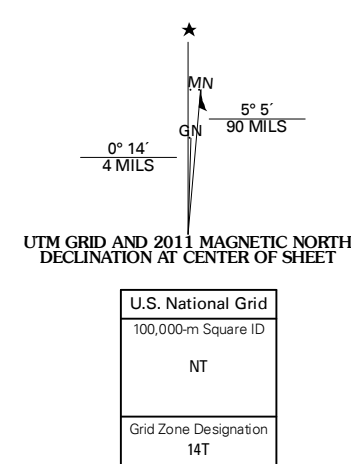 ★
MN
5° 5´
90 MILS
GN
0° 14´
4 MILS
UTM GRID AND 2011 MAGNETIC NORTH
DECLINATION AT CENTER OF SHEET
U.S. National Grid
100,000-m Square ID
NT
Grid Zone Designation
14T